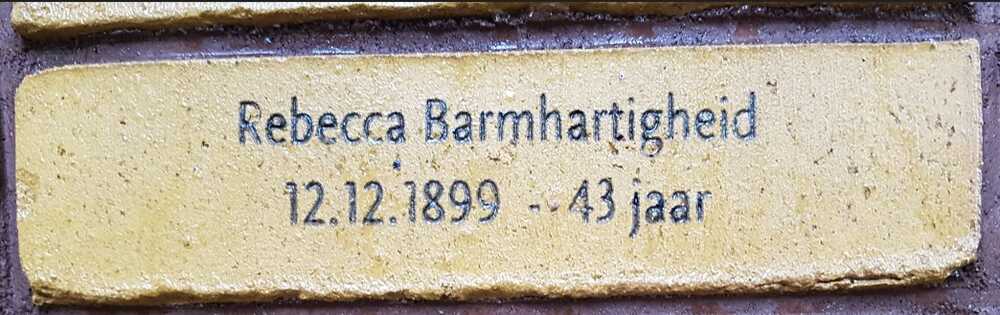 Rebecca Barmhartigheid
12.12.1899 - 43 jaar